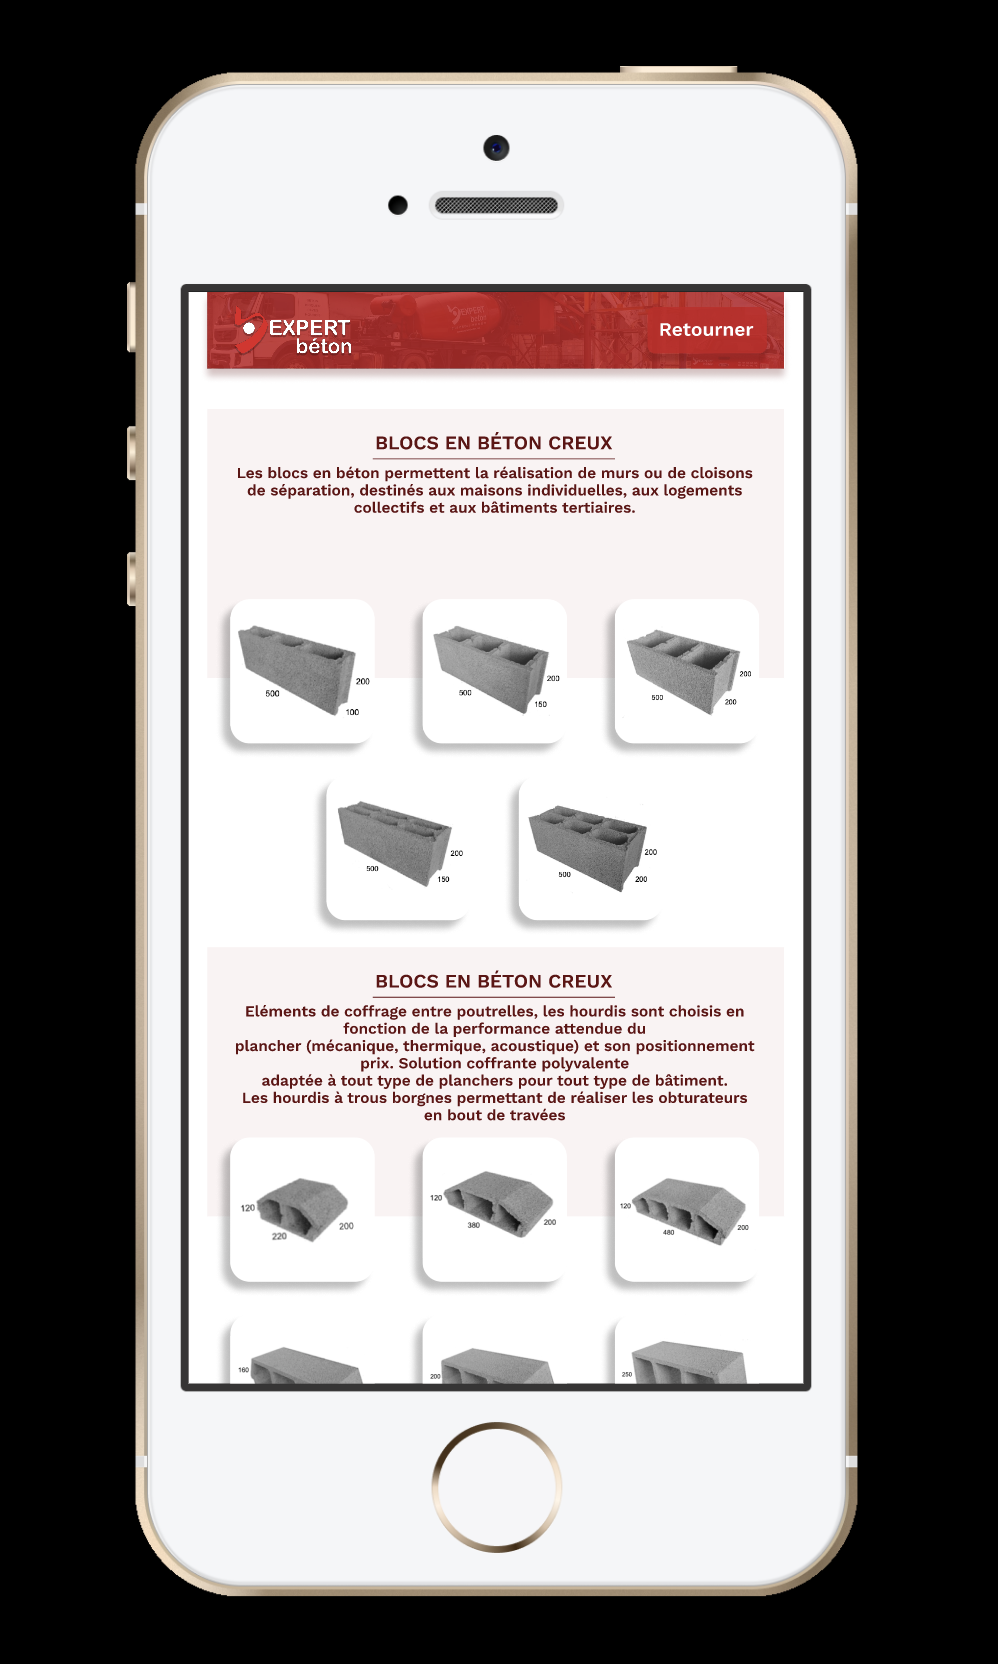 EXPERT
béton
Retourner
BLOCS EN BÉTON CREUX
Les blocs en béton permettent la réalisation de murs ou de cloisons
de séparation, destinés aux maisons individuelles, aux logements
collectifs et aux bâtiments tertiaires.
500 200 100
500 200 150
500 200 200
500 200 150
500 200 200
BLOCS EN BÉTON CREUX
Eléments de coffrage entre poutrelles, les hourdis sont choisis en
fonction de la performance attendue du
plancher (mécanique, thermique, acoustique) et son positionnement
prix. Solution coffrante polyvalente
adaptée à tout type de planchers pour tout type de bâtiment.
Les hourdis à trous borgnes permettant de réaliser les obturateurs
en bout de travées
120 220 200
120 380 200
120 480 200
160
200
250